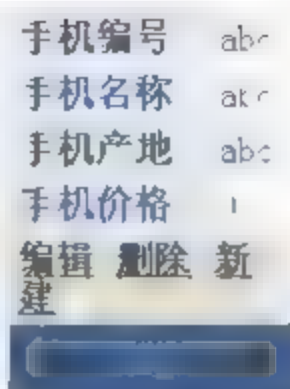 手机编号 abc
手机名称
手机产地 abc
手机价格
编辑 删除 新
建